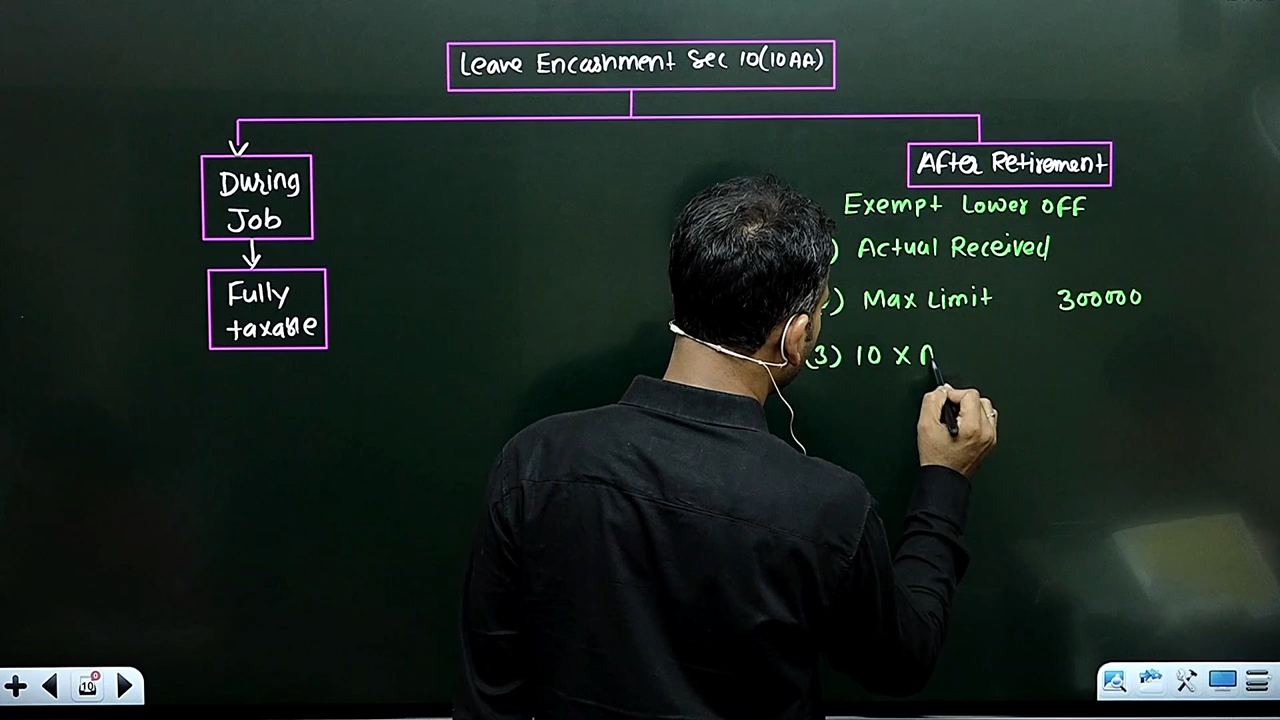 Leave Encashment Sec 10(10AA)
During
Job
Fully
taxable
After Retirement
Exempt Lower off
) Actual Received
) Max Limit 300000
(3) 10 X
10